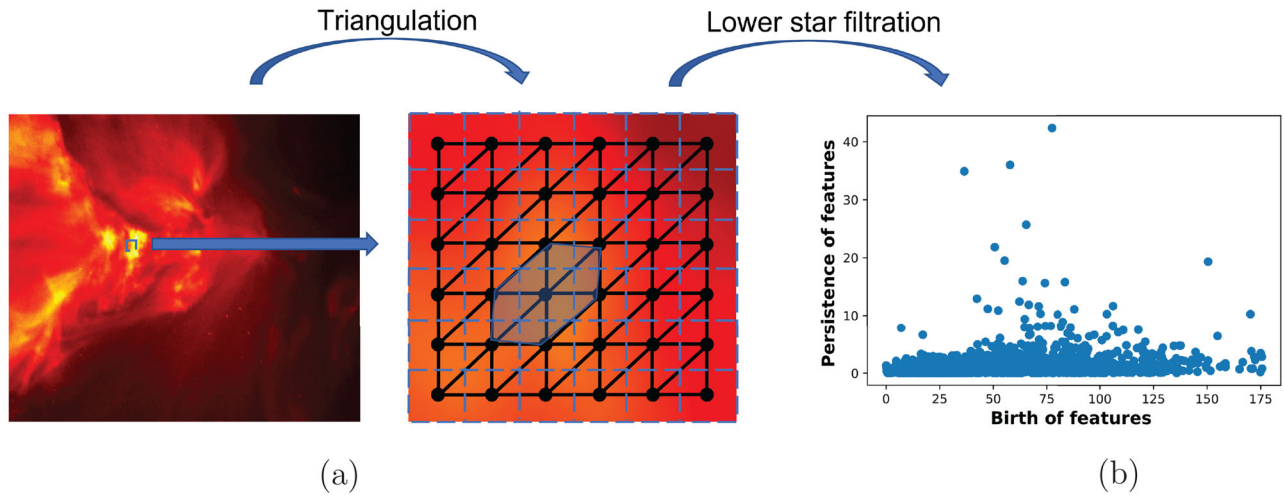 Triangulation
Lower star filtration
40
30
20
10
0
Persistence of features
0 25 50 75 100 125 150 175
Birth of features
(a)
(b)